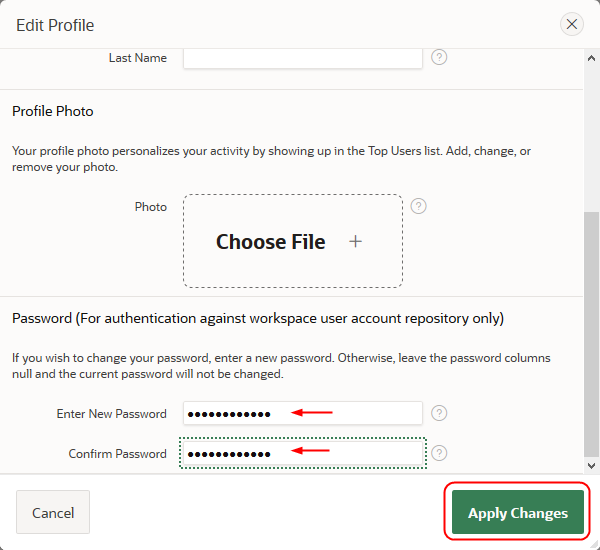 Edit Profile
Last Name
Profile Photo
Your profile photo personalizes your activity by showing up in the Top Users list. Add, change, or
remove your photo.
Photo
Choose File +
Password (For authentication against workspace user account repository only)
If you wish to change your password, enter a new password. Otherwise, leave the password columns
null and the current password will not be changed.
Enter New Password ••••••••••••
Confirm Password ••••••••••••
Cancel Apply Changes